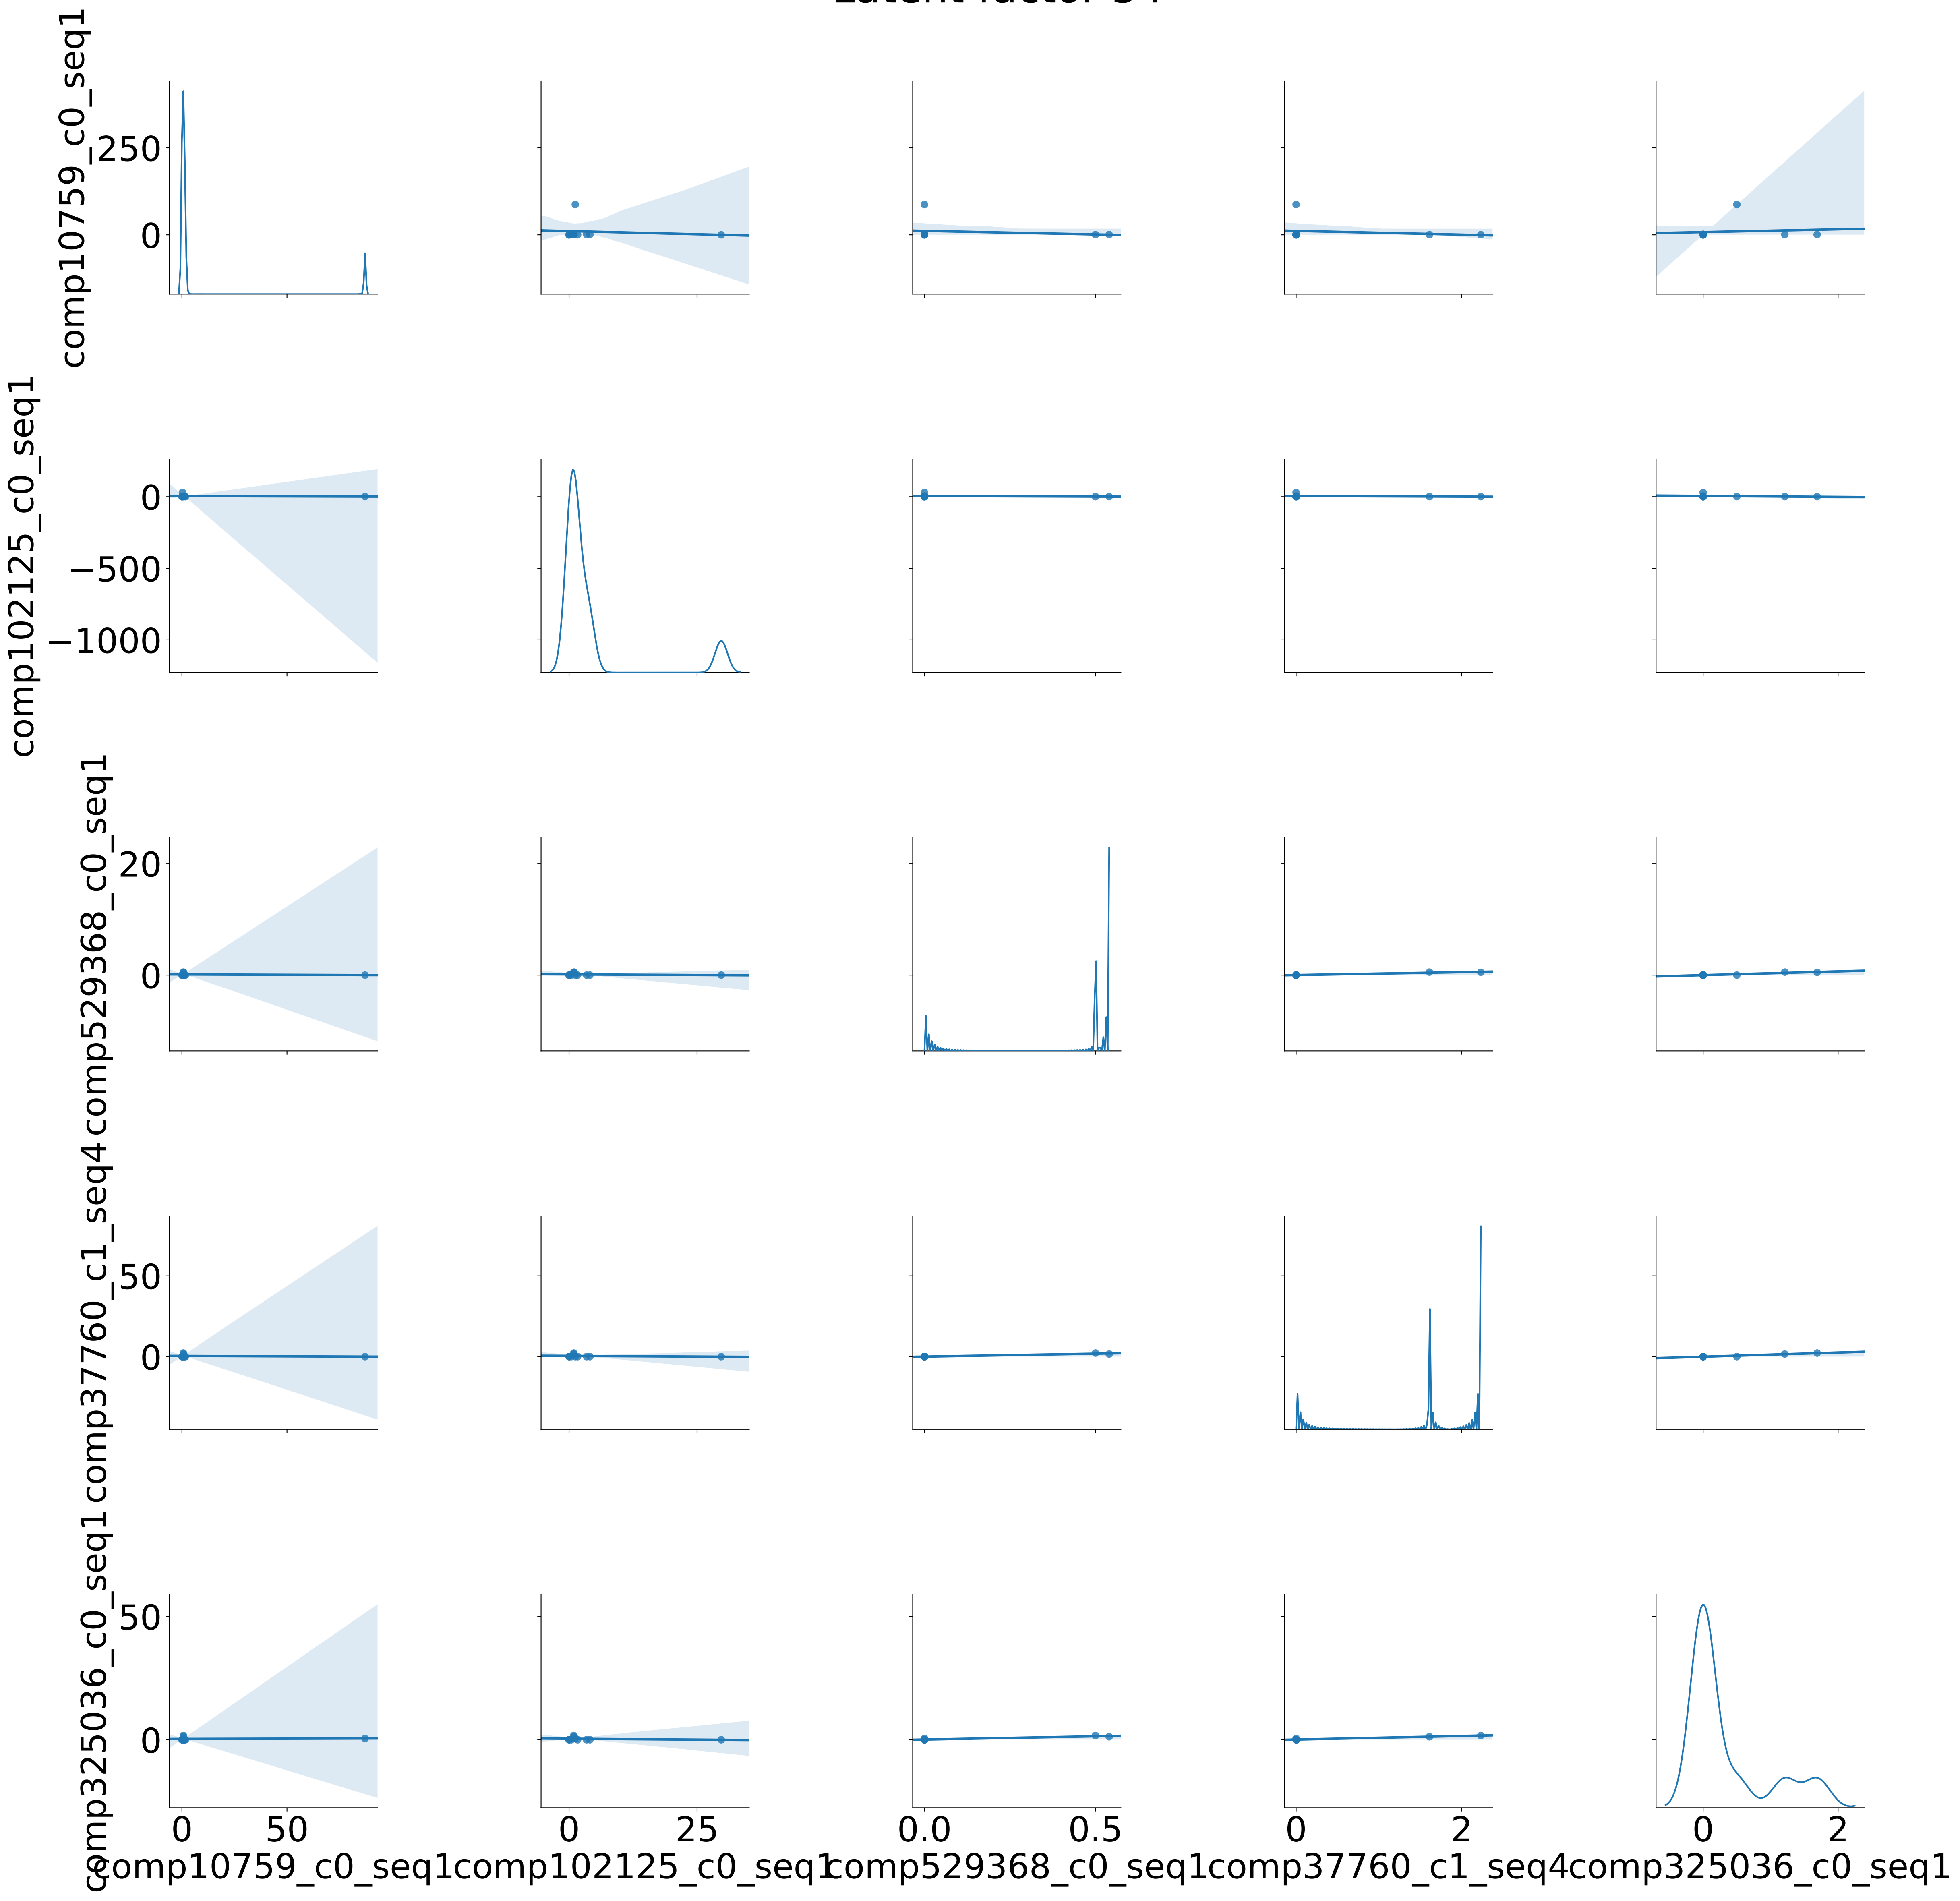 comp10759_c0_seq1
250
0
comp102125_c0_seq1
0
−500
−1000
comp529368_c0_seq1
20
0
comp37760_c1_seq4
50
0
comp325036_c0_seq1
50
0
0 50 0 25 0.0 0.5 0 2 0 2
comp10759_c0_seq1 comp102125_c0_seq1 comp529368_c0_seq1 comp37760_c1_seq4 comp325036_c0_seq1